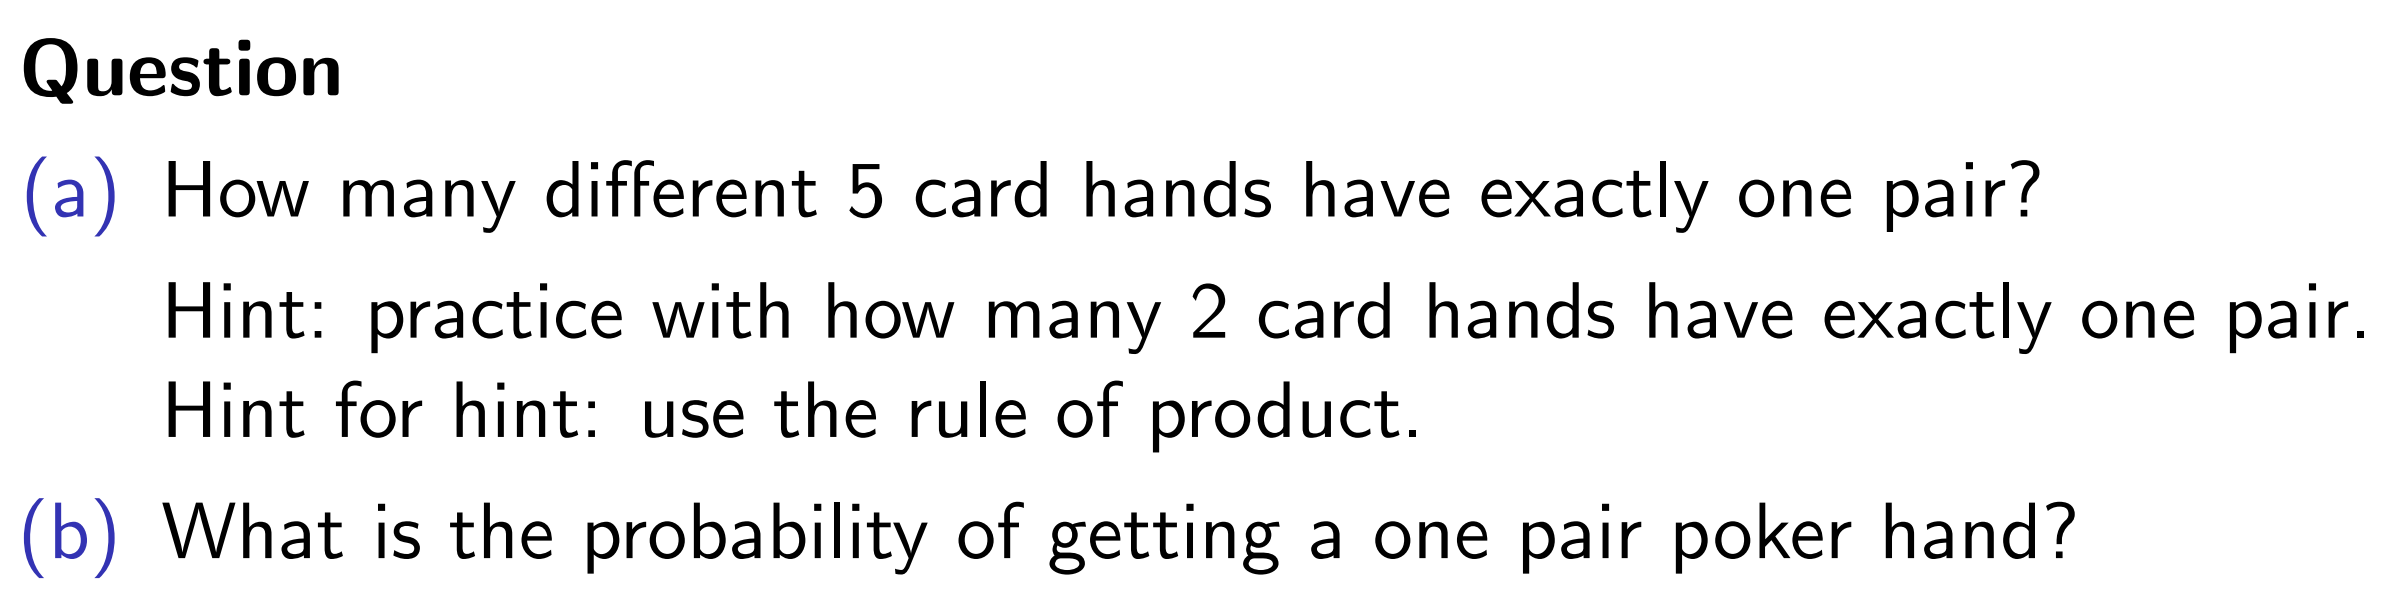 Question
(a) How many different 5 card hands have exactly one pair?
Hint: practice with how many 2 card hands have exactly one pair.
Hint for hint: use the rule of product.
(b) What is the probability of getting a one pair poker hand?